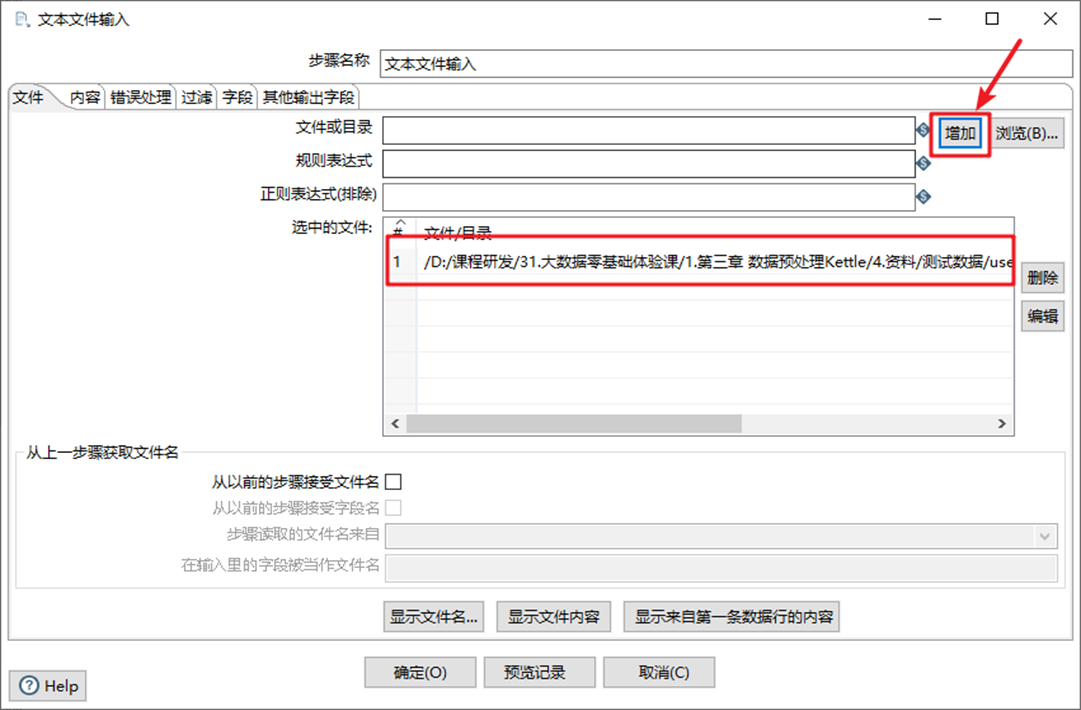 文本文件输入
步骤名称 文本文件输入
文件 内容 错误处理 过滤 字段 其他输出字段
文件或目录 增加 浏览(B)...
规则表达式
正则表达式(排除)
选中的文件: # 文件/目录
1 /D:/课程研发/31.大数据零基础体验课/1.第三章 数据预处理Kettle/4.资料/测试数据/use
删除
编辑
从上一步骤获取文件名
从以前的步骤接受文件名
从以前的步骤接受字段名
步骤读取的文件名来自
在输入里的字段被当作文件名
显示文件名... 显示文件内容 显示来自第一条数据行的内容
确定(O) 预览记录 取消(C)
Help